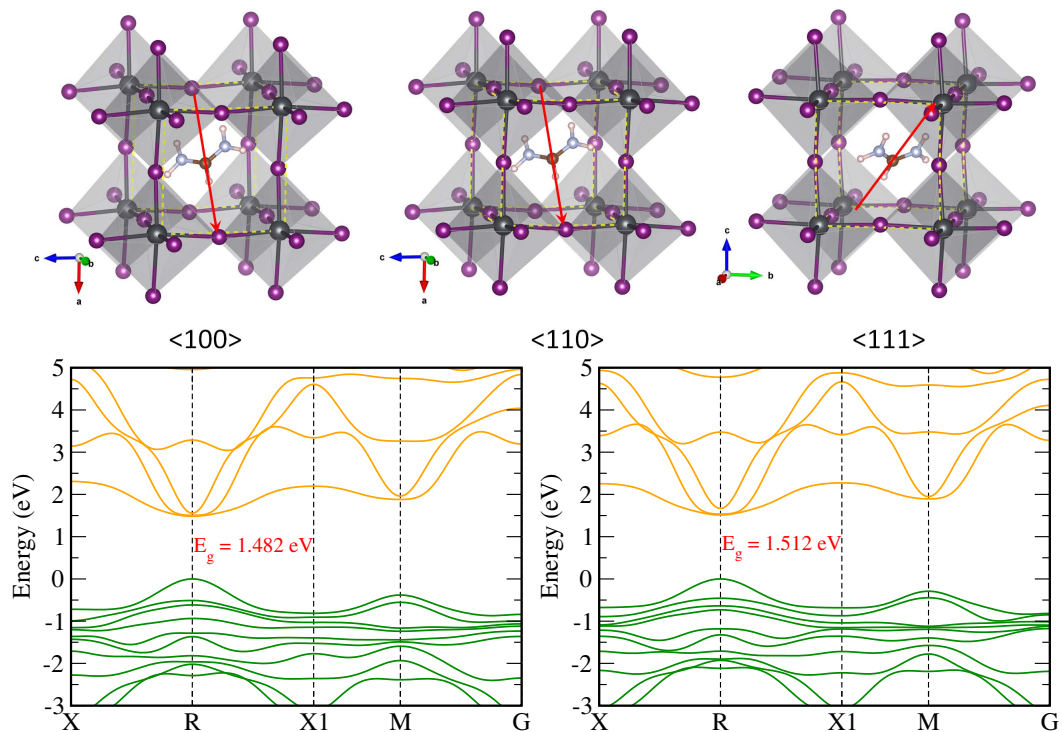 c b a
c b a
c a b
<100> <110> <111>
5 5
4 4
3 3
2 2
1 1
0 0
-1 -1
-2 -2
-3 -3
Energy (eV) Energy (eV)
E_g = 1.482 eV E_g = 1.512 eV
X R X1 M G X R X1 M G